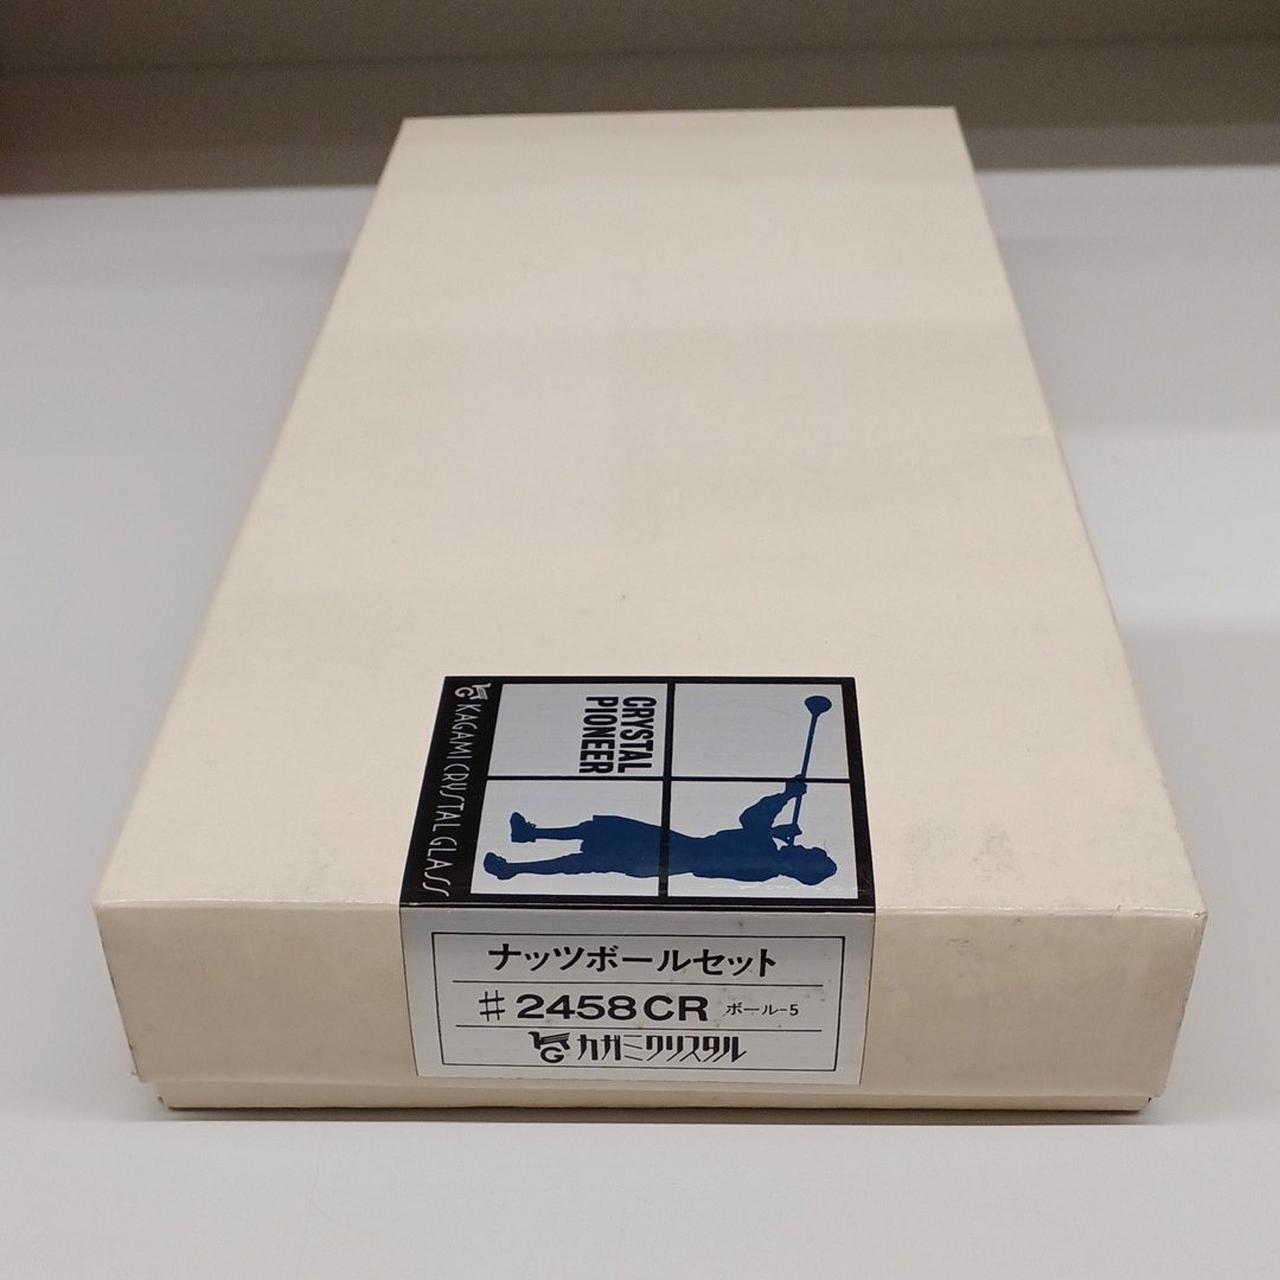 CRYSTAL
PIONEER
KAGAMI CRYSTAL GLASS
ナッツボールセット
#2458CR ボール-5
カガミクリスタル